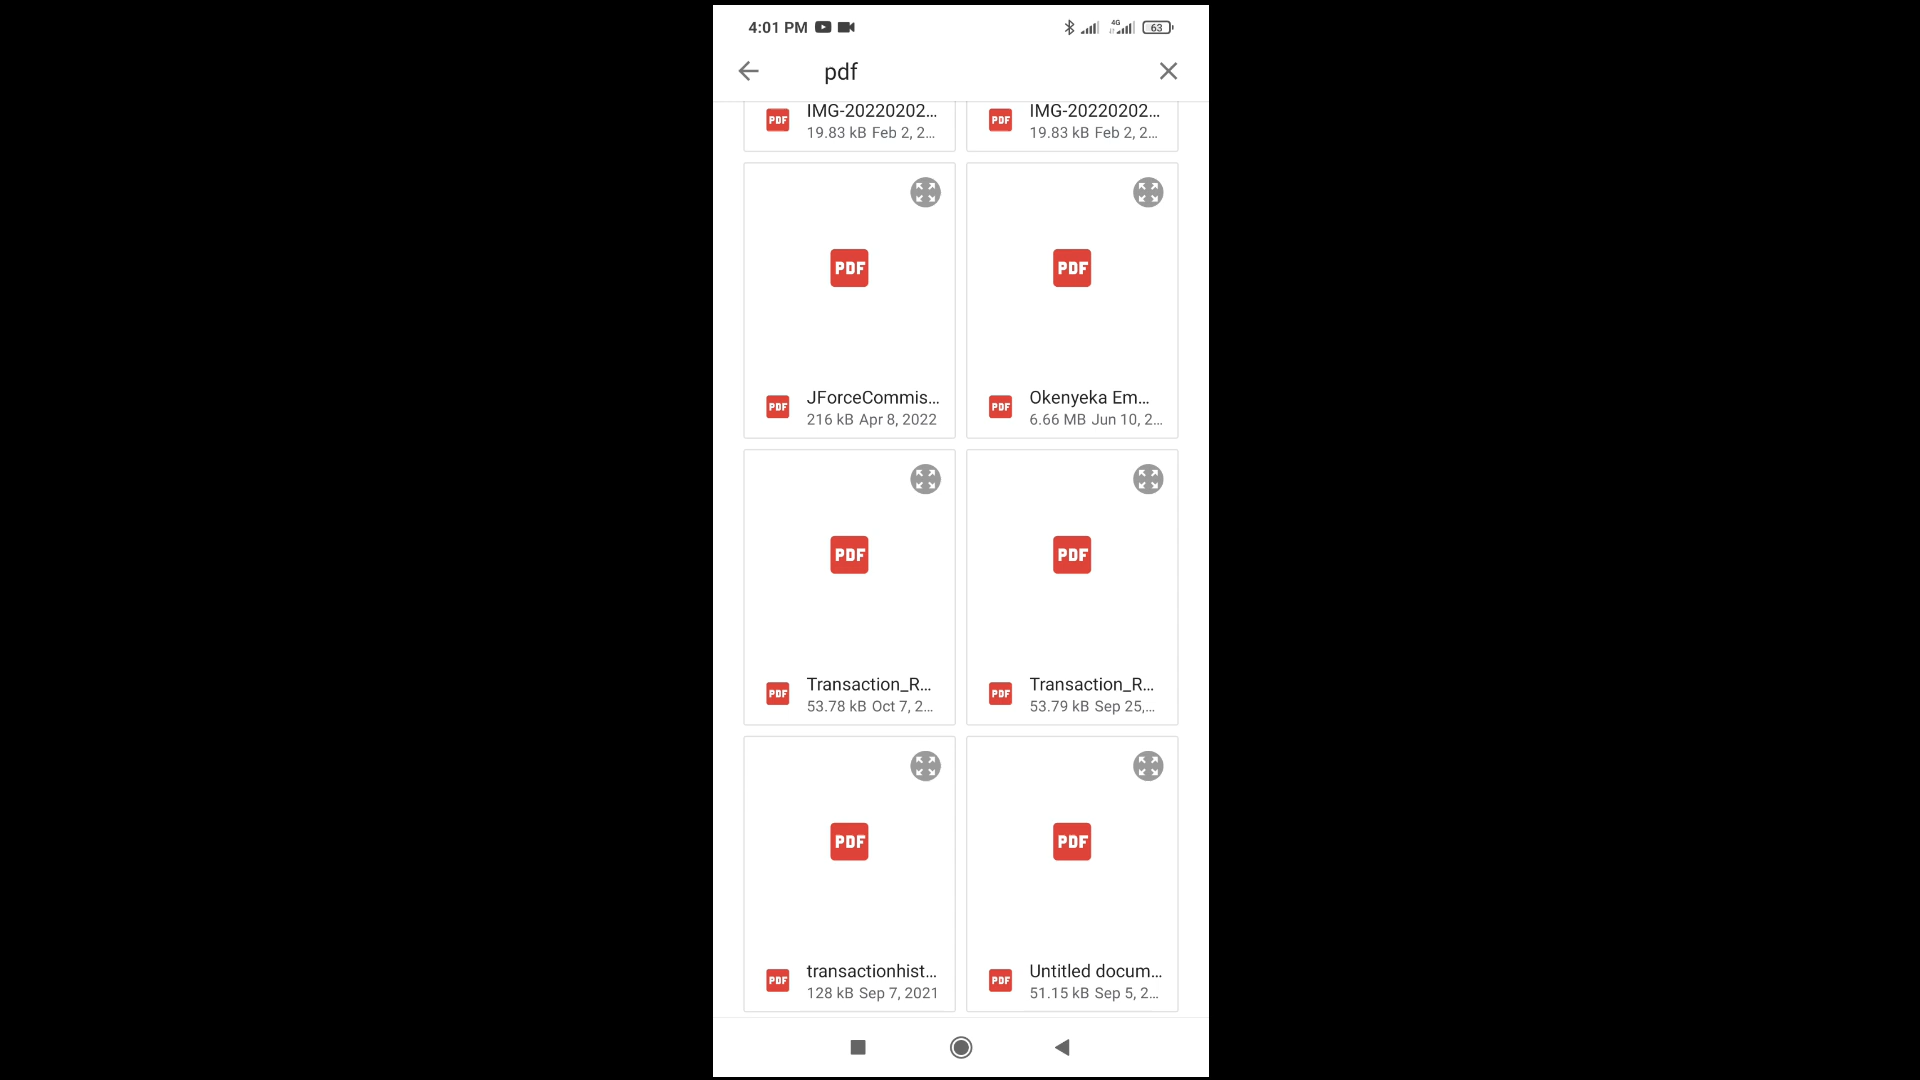 4:01 PM
4G
63
pdf
PDF
IMG-20220202...
19.83 kB Feb 2, 2...
PDF
IMG-20220202...
19.83 kB Feb 2, 2...
PDF
PDF
JForceCommis...
216 kB Apr 8, 2022
PDF
PDF
Okenyeka Em...
6.66 MB Jun 10, 2...
PDF
PDF
Transaction_R...
53.78 kB Oct 7, 2...
PDF
PDF
Transaction_R...
53.79 kB Sep 25,...
PDF
PDF
transactionhist...
128 kB Sep 7, 2021
PDF
PDF
Untitled docum...
51.15 kB Sep 5, 2...